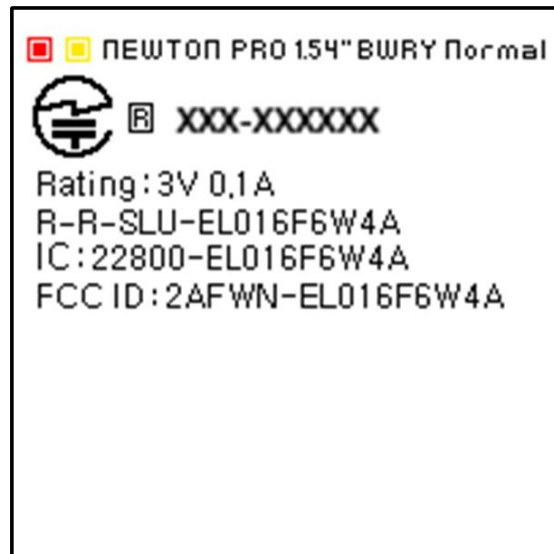 NEWTON PRO 1.54" BWRY Normal
R XXX-XXXXXX
Rating:3V 0.1A
R-R-SLU-EL016F6W4A
IC:22800-EL016F6W4A
FCC ID:2AFWN-EL016F6W4A